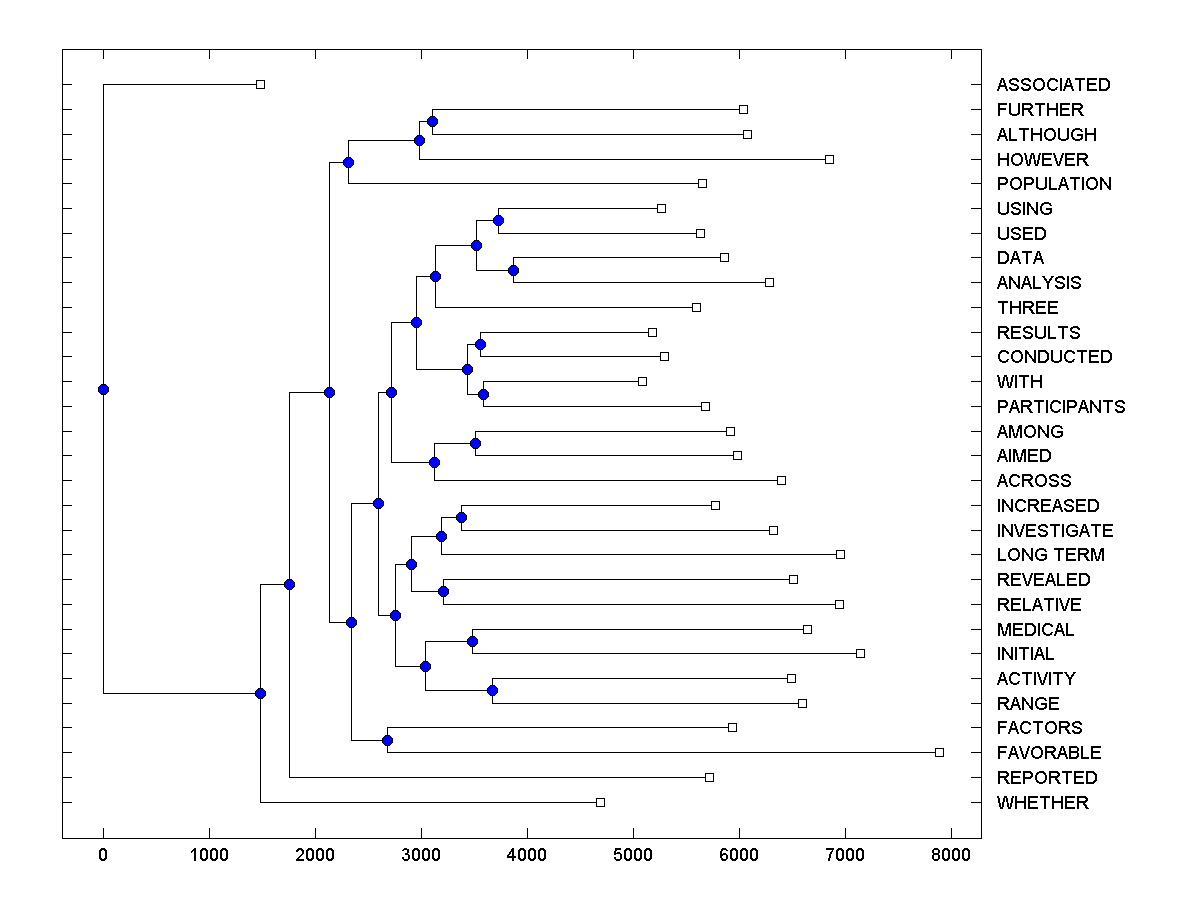 ASSOCIATED
FURTHER
ALTHOUGH
HOWEVER
POPULATION
USING
USED
DATA
ANALYSIS
THREE
RESULTS
CONDUCTED
WITH
PARTICIPANTS
AMONG
AIMED
ACROSS
INCREASED
INVESTIGATE
LONG TERM
REVEALED
RELATIVE
MEDICAL
INITIAL
ACTIVITY
RANGE
FACTORS
FAVORABLE
REPORTED
WHETHER
0 1000 2000 3000 4000 5000 6000 7000 8000